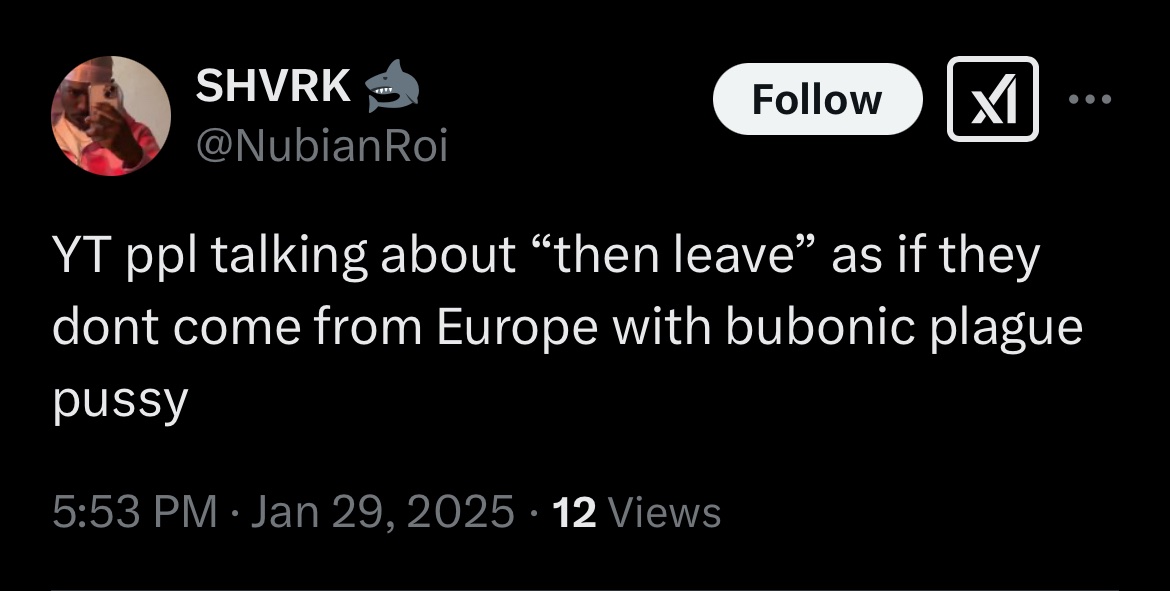 SHVRK 🦈
@NubianRoi
Follow
YT ppl talking about “then leave” as if they
dont come from Europe with bubonic plague
pussy
5:53 PM · Jan 29, 2025 · 12 Views